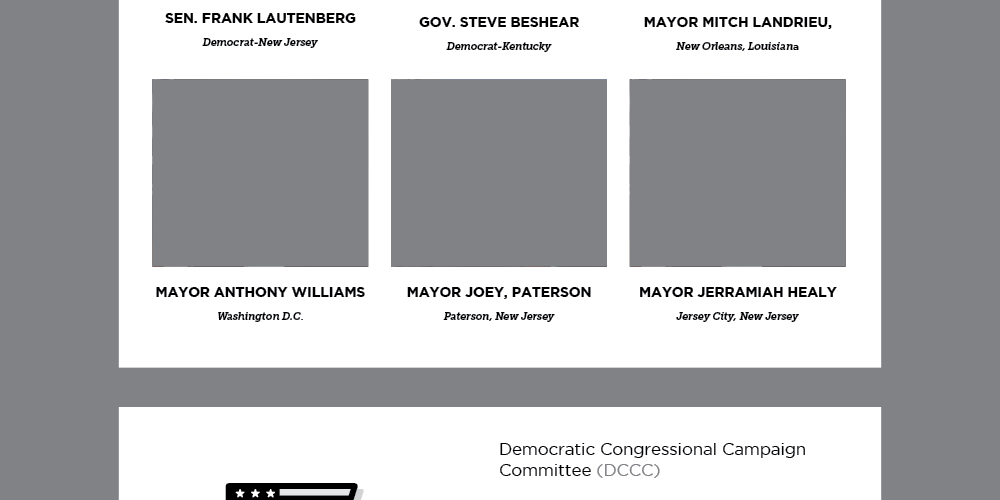 SEN. FRANK LAUTENBERG
Democrat-New Jersey
GOV. STEVE BESHEAR
Democrat-Kentucky
MAYOR MITCH LANDRIEU,
New Orleans, Louisiana
MAYOR ANTHONY WILLIAMS
Washington D.C.
MAYOR JOEY, PATERSON
Paterson, New Jersey
MAYOR JERRAMIAH HEALY
Jersey City, New Jersey
Democratic Congressional Campaign
Committee (DCCC)